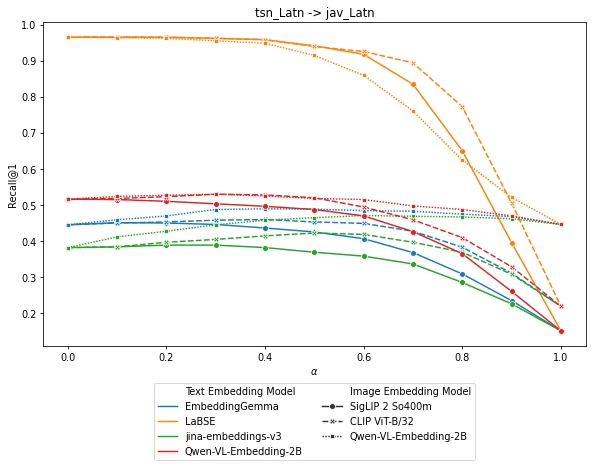 tsn_Latn -> jav_Latn
Recall@1
1.0
0.9
0.8
0.7
0.6
0.5
0.4
0.3
0.2
0.0 0.2 0.4 0.6 0.8 1.0
α
Text Embedding Model
EmbeddingGemma
LaBSE
jina-embeddings-v3
Qwen-VL-Embedding-2B
Image Embedding Model
SigLIP 2 So400m
CLIP ViT-B/32
Qwen-VL-Embedding-2B